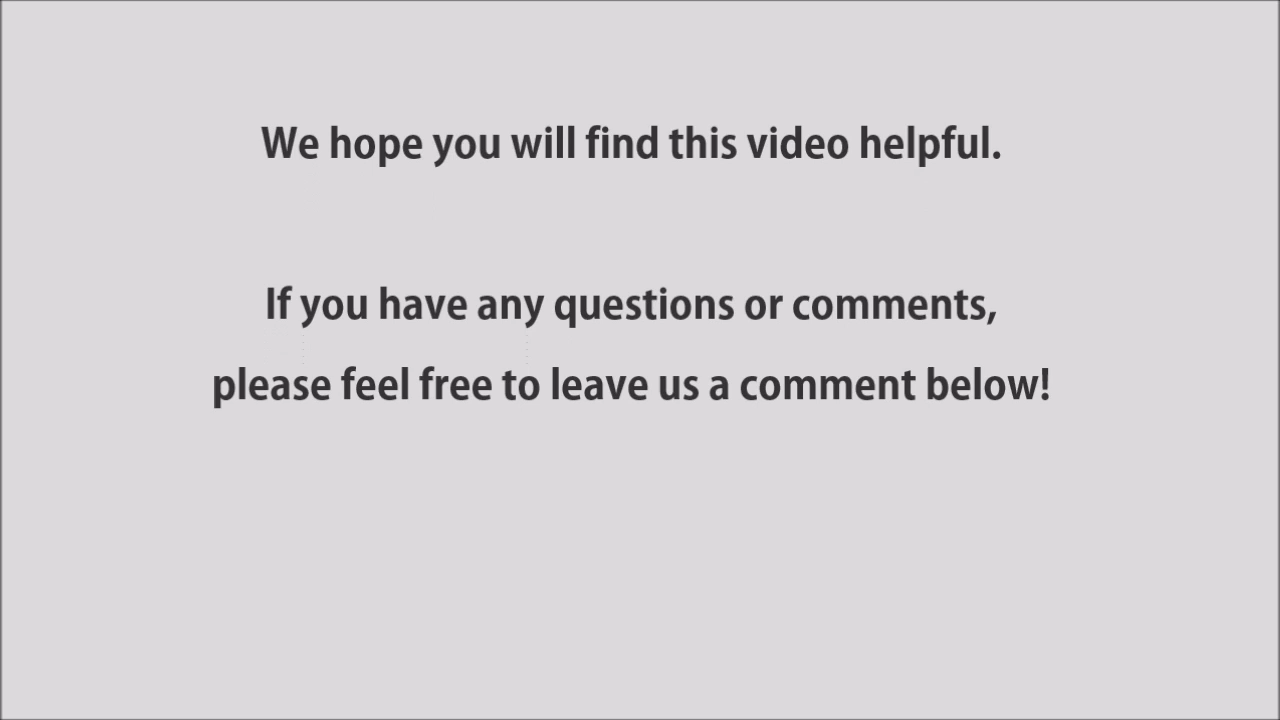 We hope you will find this video helpful.
If you have any questions or comments,
please feel free to leave us a comment below!